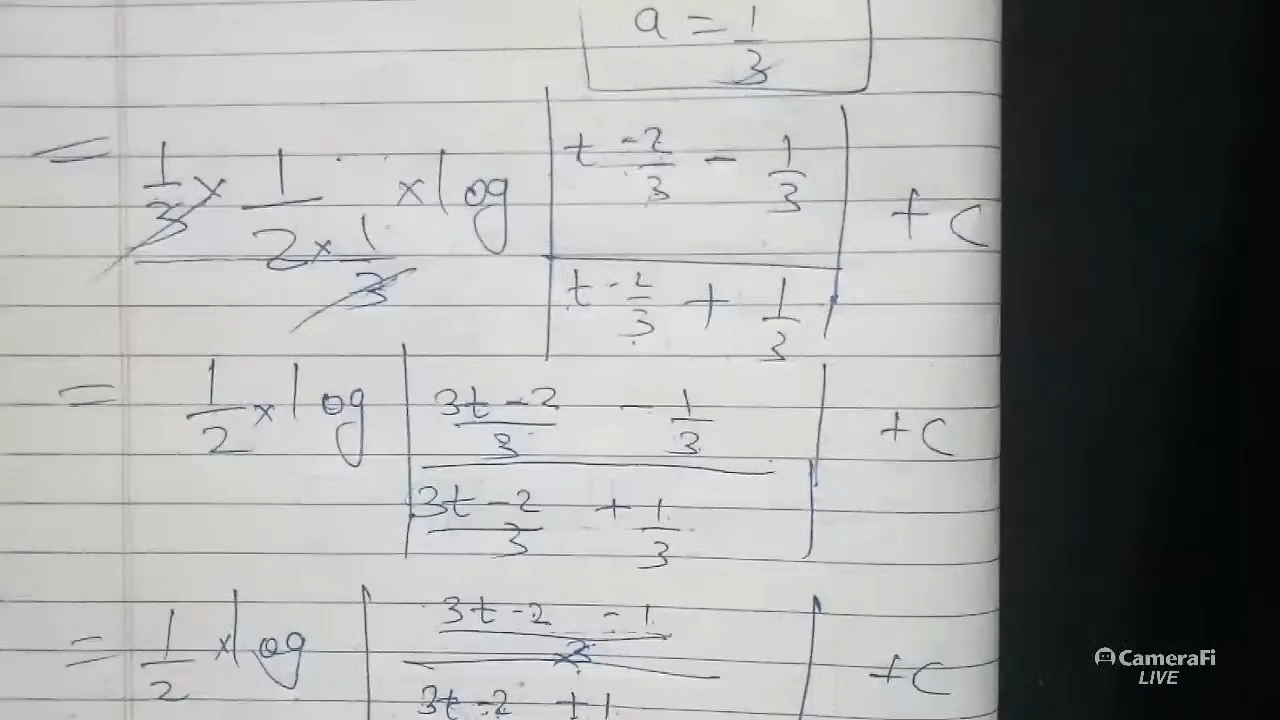 a = 1/3
= 1/3 × 1/(2 × 1/3) × log | (t - 2/3 - 1/3) / (t - 2/3 + 1/3) | + c
= 1/2 × log | ((3t - 2)/3 - 1/3) / ((3t - 2)/3 + 1/3) | + c
= 1/2 × log | ((3t - 2 - 1)/3) / (3t - 2 + 1 | + c
CameraFi
LIVE